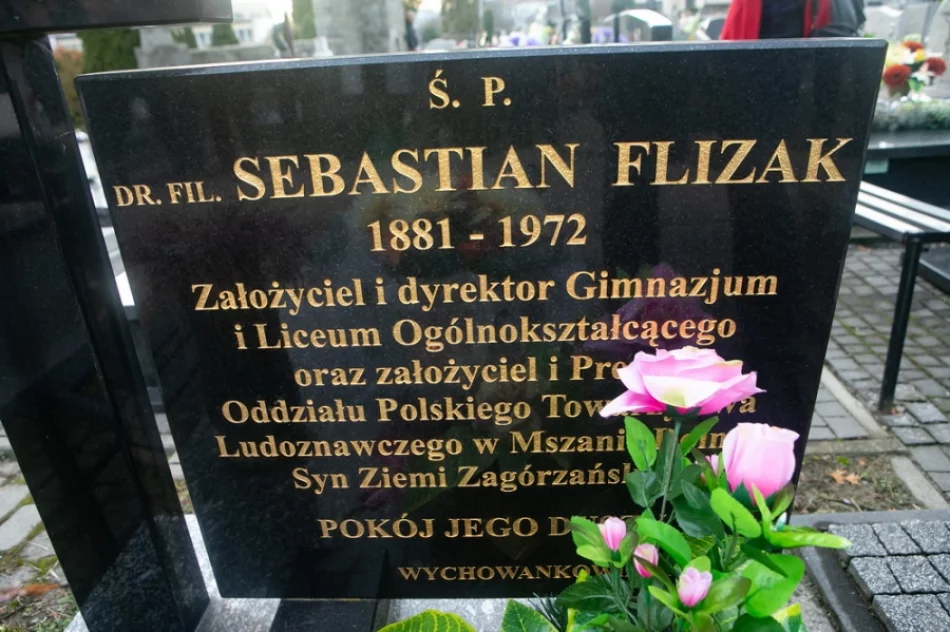 Ś. P.
DR. FIL. SEBASTIAN FLIZAK
1881 - 1972
Założyciel i dyrektor Gimnazjum
i Liceum Ogólnokształcącego
oraz założyciel i
Oddziału Polskiego
Ludoznawczego w
Syn Ziemi
POKÓJ JEGO